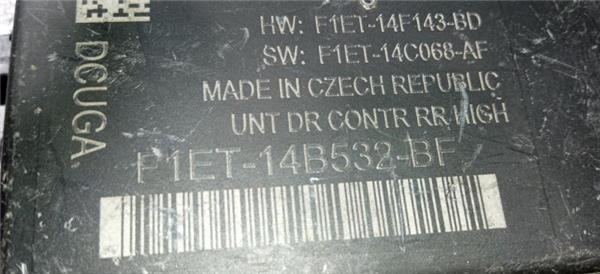 HW: F1ET-14F143-BD
SW: F1ET-14C068-AF
MADE IN CZECH REPUBLIC
UNT DR CONTR RR HIGH
F1ET-14B532-BF
DCUGA